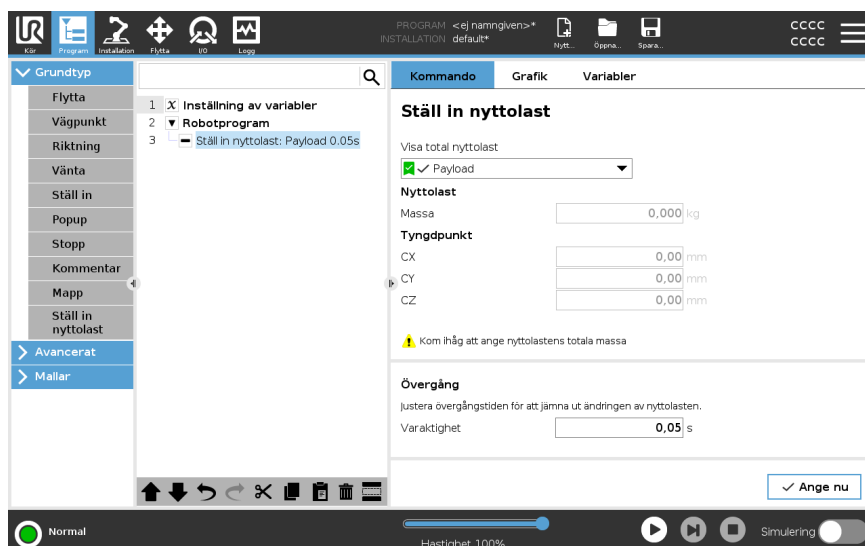 UR
Kör
Program
Installation
Flytta
I/O
Logg
PROGRAM <ej namngiven>*
INSTALLATION default*
Nytt...
Öppna...
Spara...
CCCC
CCCC
Grundtyp
Flytta
Vägpunkt
Riktning
Vänta
Ställ in
Popup
Stopp
Kommentar
Mapp
Ställ in
nyttolast
Avancerat
Mallar
1 X Inställning av variabler
2 Robotprogram
3 Ställ in nyttolast: Payload 0.05s
Kommando
Grafik
Variabler
Ställ in nyttolast
Visa total nyttolast
Payload
Nyttolast
Massa 0,000 kg
Tyngdpunkt
CX 0,00 mm
CY 0,00 mm
CZ 0,00 mm
Kom ihåg att ange nyttolastens totala massa
Övergång
Justera övergångstiden för att jämna ut ändringen av nyttolasten.
Varaktighet 0,05 s
Ange nu
Normal
Hastighet 100%
Simulering